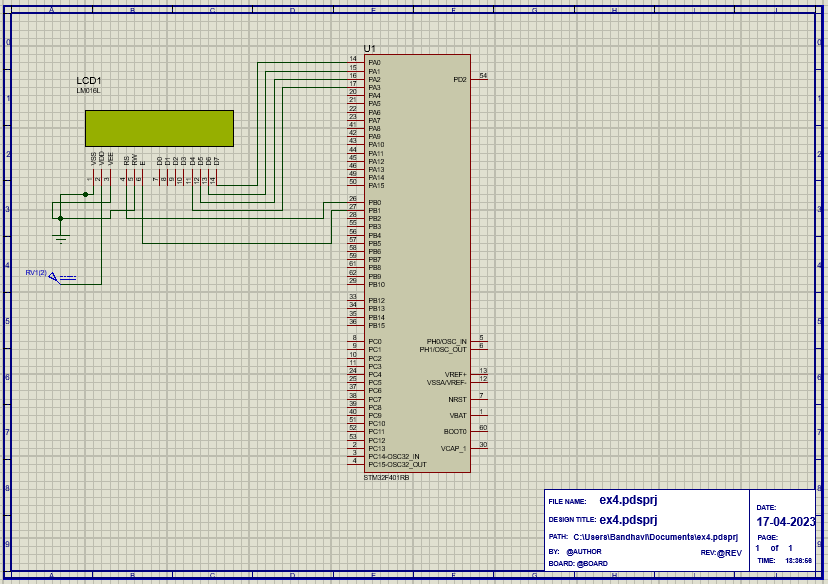 A B C D E F G H I J
0
1
2
3
4
5
6
7
8
9
LCD1
LM016L
VSS VDD VEE RS RW E D0 D1 D2 D3 D4 D5 D6 D7
1 2 3 4 5 6 7 8 9 10 11 12 13 14
RV1(2)
U1
14 PA0
15 PA1
16 PA2
17 PA3
20 PA4
21 PA5
22 PA6
23 PA7
41 PA8
42 PA9
43 PA10
44 PA11
45 PA12
46 PA13
49 PA14
50 PA15
26 PB0
27 PB1
28 PB2
55 PB3
56 PB4
57 PB5
58 PB6
59 PB7
61 PB8
62 PB9
29 PB10
33 PB12
34 PB13
35 PB14
36 PB15
8 PC0
9 PC1
10 PC2
11 PC3
24 PC4
25 PC5
37 PC6
38 PC7
39 PC8
40 PC9
51 PC10
52 PC11
53 PC12
2 PC13
3 PC14-OSC32_IN
4 PC15-OSC32_OUT
PD2 54
PH0/OSC_IN 5
PH1/OSC_OUT 6
VREF+ 13
VSSA/VREF- 12
NRST 7
VBAT 1
BOOT0 60
VCAP_1 30
STM32F401RB
FILE NAME: ex4.pdsprj
DESIGN TITLE: ex4.pdsprj
PATH: C:\Users\Bandhavi\Documents\ex4.pdsprj
BY: @AUTHOR REV:@REV
BOARD: @BOARD
DATE:
17-04-2023
PAGE:
1 of 1
TIME: 13:36:56
A B C D E F G H I J